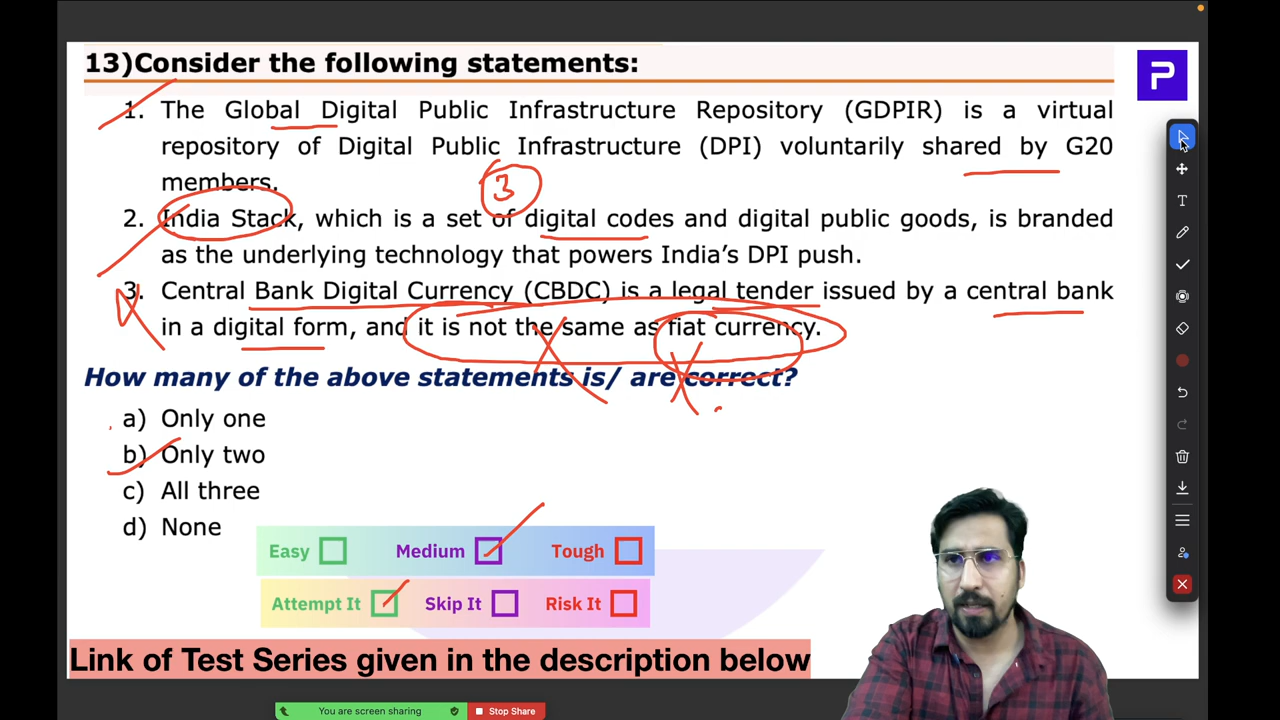 13)Consider the following statements:
1. The Global Digital Public Infrastructure Repository (GDPIR) is a virtual
repository of Digital Public Infrastructure (DPI) voluntarily shared by G20
members.
3
2. India Stack, which is a set of digital codes and digital public goods, is branded
as the underlying technology that powers India’s DPI push.
3. Central Bank Digital Currency (CBDC) is a legal tender issued by a central bank
in a digital form, and it is not the same as fiat currency.
How many of the above statements is/ are correct?
a) Only one
b) Only two
c) All three
d) None
Easy Medium Tough
Attempt It Skip It Risk It
Link of Test Series given in the description below
You are screen sharing Stop Share
P
T